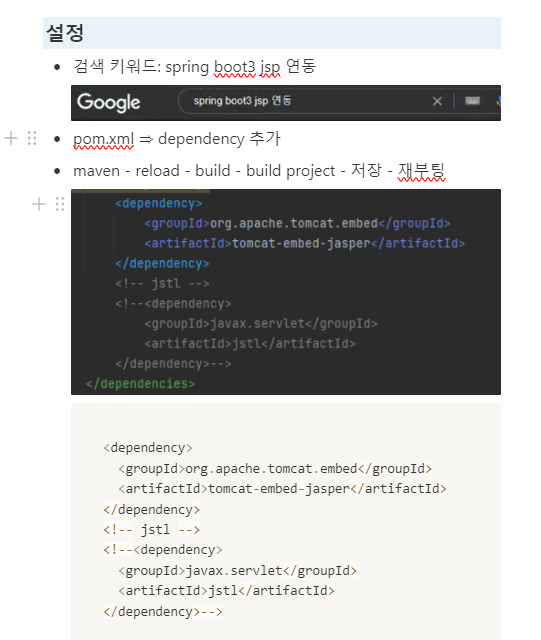 설정
검색 키워드: spring boot3 jsp 연동
Google spring boot3 jsp 연동
pom.xml ⇒ dependency 추가
maven - reload - build - build project - 저장 - 재부팅
<dependency>
<groupId>org.apache.tomcat.embed</groupId>
<artifactId>tomcat-embed-jasper</artifactId>
</dependency>
<!-- jstl -->
<!--<dependency>
<groupId>javax.servlet</groupId>
<artifactId>jstl</artifactId>
</dependency>-->
</dependencies>
<dependency>
<groupId>org.apache.tomcat.embed</groupId>
<artifactId>tomcat-embed-jasper</artifactId>
</dependency>
<!-- jstl -->
<!--<dependency>
<groupId>javax.servlet</groupId>
<artifactId>jstl</artifactId>
</dependency>-->